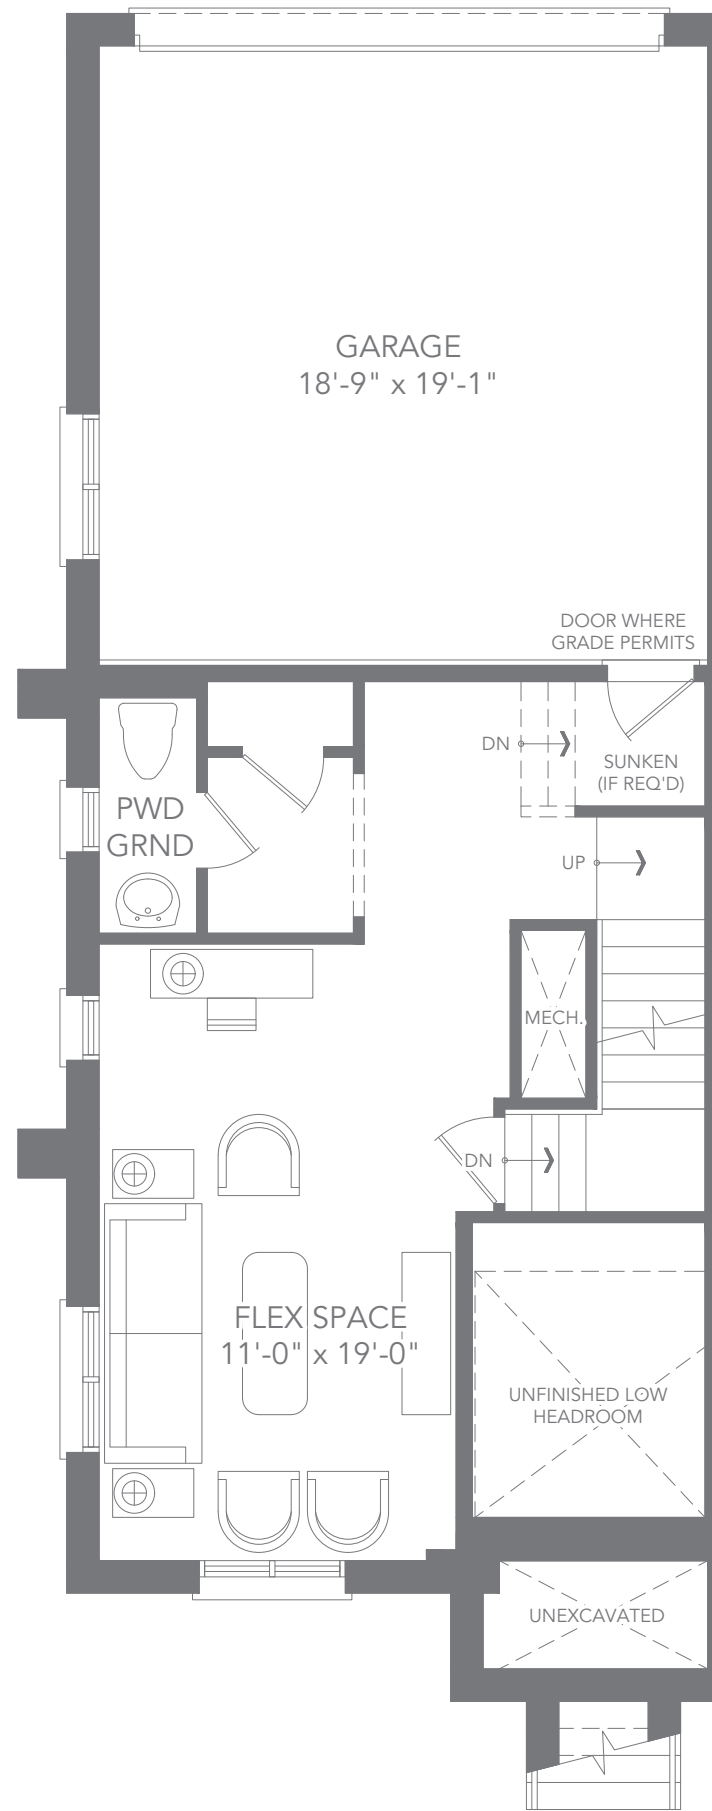 GARAGE
18'-9" x 19'-1"
DOOR WHERE
GRADE PERMITS
DN
SUNKEN
(IF REQ'D)
PWD
GRND
UP
MECH.
DN
FLEX SPACE
11'-0" x 19'-0"
UNFINISHED LOW
HEADROOM
UNEXCAVATED